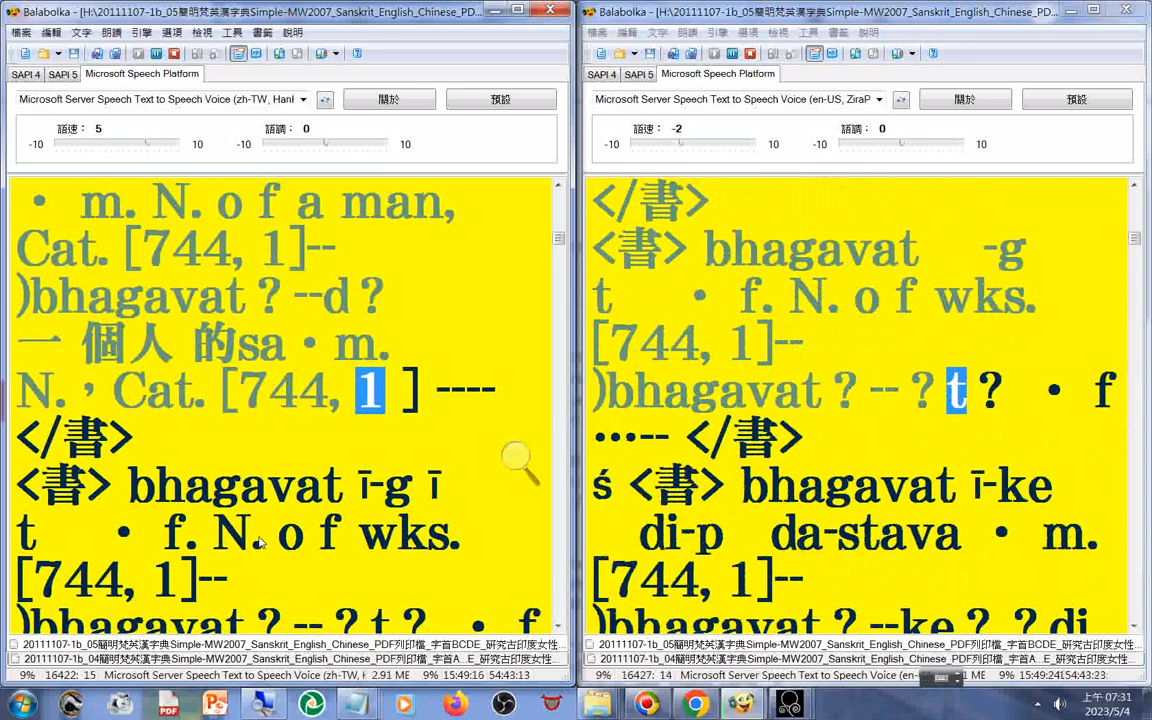 Balabolka - [H:\20111107-1b_05簡明梵英漢字典Simple-MW2007_Sanskrit_English_Chinese_PD...
檔案 編輯 文字 朗讀 引擎 選項 檢視 工具 書籤 說明
SAPI 4 SAPI 5 Microsoft Speech Platform
Microsoft Server Speech Text to Speech Voice (zh-TW, HanH
關於 預設
語速： 5 語調： 0
-10 10 -10 10
• m. N. o f a man,
Cat. [744, 1]--
)bhagavat？--d？
一 個人 的sa•m.
N.，Cat. [744, 1 ] ----
</書>
<書> bhagavat ī-g ī
t • f. N. o f wks.
[744, 1]--
)bhagavat？--？t？ • f
20111107-1b_05簡明梵英漢字典Simple-MW2007_Sanskrit_English_Chinese_PDF列印檔_字首BCDE_研究古印度女性...
20111107-1b_04簡明梵英漢字典Simple-MW2007_Sanskrit_English_Chinese_PDF列印檔_字首A...E_研究古印度女性...
9% 16422: 15 Microsoft Server Speech Text to Speech Voice (zh-TW, H 2.91 ME 9% 15:49:16 54:43:13
Balabolka - [H:\20111107-1b_05簡明梵英漢字典Simple-MW2007_Sanskrit_English_Chinese_PD...
檔案 編輯 文字 朗讀 引擎 選項 檢視 工具 書籤 說明
SAPI 4 SAPI 5 Microsoft Speech Platform
Microsoft Server Speech Text to Speech Voice (en-US, ZiraP
關於 預設
語速： -2 語調： 0
-10 10 -10 10
</書>
<書> bhagavat -g
t • f. N. o f wks.
[744, 1]--
)bhagavat？--？t？ • f
•••-- </書>
ś <書> bhagavat ī-ke
di-p da-stava • m.
[744, 1]--
)bhagavat？--ke？？di
20111107-1b_05簡明梵英漢字典Simple-MW2007_Sanskrit_English_Chinese_PDF列印檔_字首BCDE_研究古印度女性...
20111107-1b_04簡明梵英漢字典Simple-MW2007_Sanskrit_English_Chinese_PDF列印檔_字首A...E_研究古印度女性...
9% 16427: 14 Microsoft Server Speech Text to Speech Voice (en-U ME 9% 15:49:24 54:43:23
PDF
上午 07:31
2023/5/4